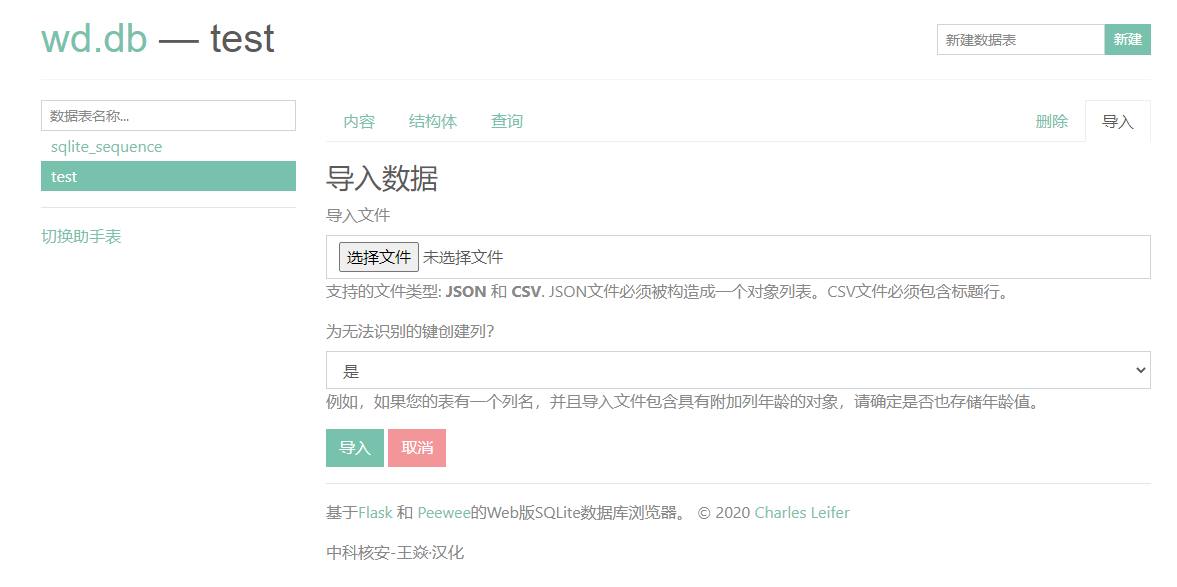 wd.db — test
新建数据表
新建
数据表名称...
sqlite_sequence
test
切换助手表
内容
结构体
查询
删除
导入
导入数据
导入文件
选择文件 未选择文件
支持的文件类型: JSON 和 CSV. JSON文件必须被构造成一个对象列表。CSV文件必须包含标题行。
为无法识别的键创建列?
是
例如，如果您的表有一个列名，并且导入文件包含具有附加列年龄的对象，请确定是否也存储年龄值。
导入
取消
基于Flask 和 Peewee的Web版SQLite数据库浏览器。 © 2020 Charles Leifer
中科核安-王焱·汉化